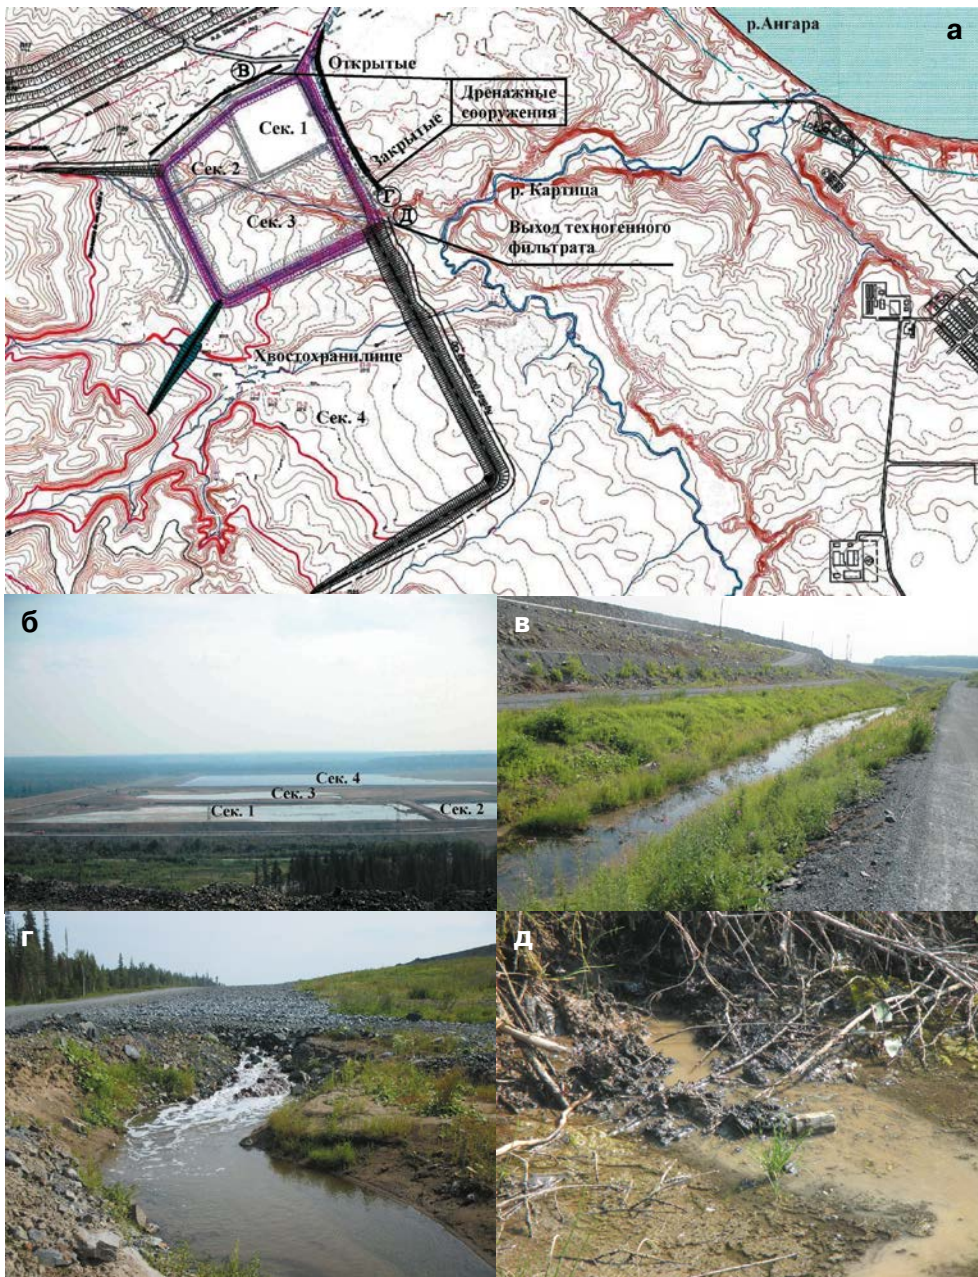 р.Ангара
а
Открытые
В
Дренажные
сооружения
Сек. 1
Закрытые
Сек. 2
р. Картица
Г
Сек. 3
Д
Выход техногенного
фильтрата
Хвостохранилище
Сек. 4
б
в
Сек. 4
Сек. 3
Сек. 1
Сек. 2
г
д